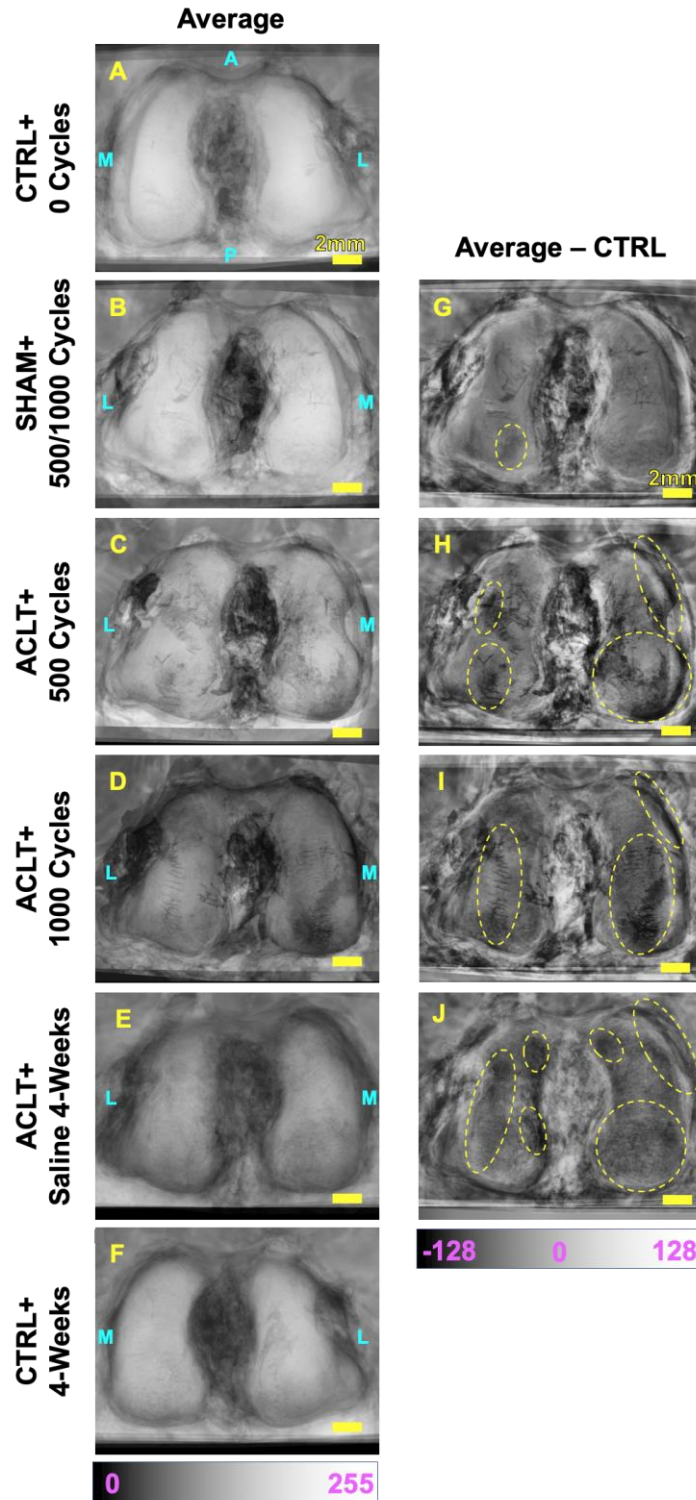 Average
CTRL+
0 Cycles
A
A
M
L
P
2mm
Average – CTRL
SHAM+
500/1000 Cycles
B
L
M
G
2mm
ACLT+
500 Cycles
C
L
M
H
ACLT+
1000 Cycles
D
L
M
I
ACLT+
Saline 4-Weeks
E
L
M
J
-128 0 128
CTRL+
4-Weeks
F
M
L
0 255